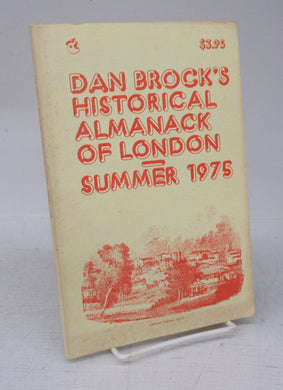 $3.95
DAN BROCK'S
HISTORICAL
ALMANACK
OF LONDON
SUMMER 1975